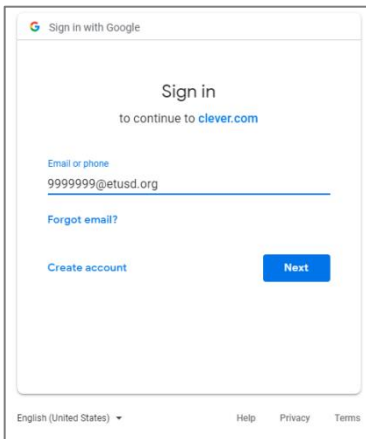 Sign in with Google
Sign in
to continue to clever.com
Email or phone
9999999@etusd.org
Forgot email?
Create account
Next
English (United States)
Help
Privacy
Terms